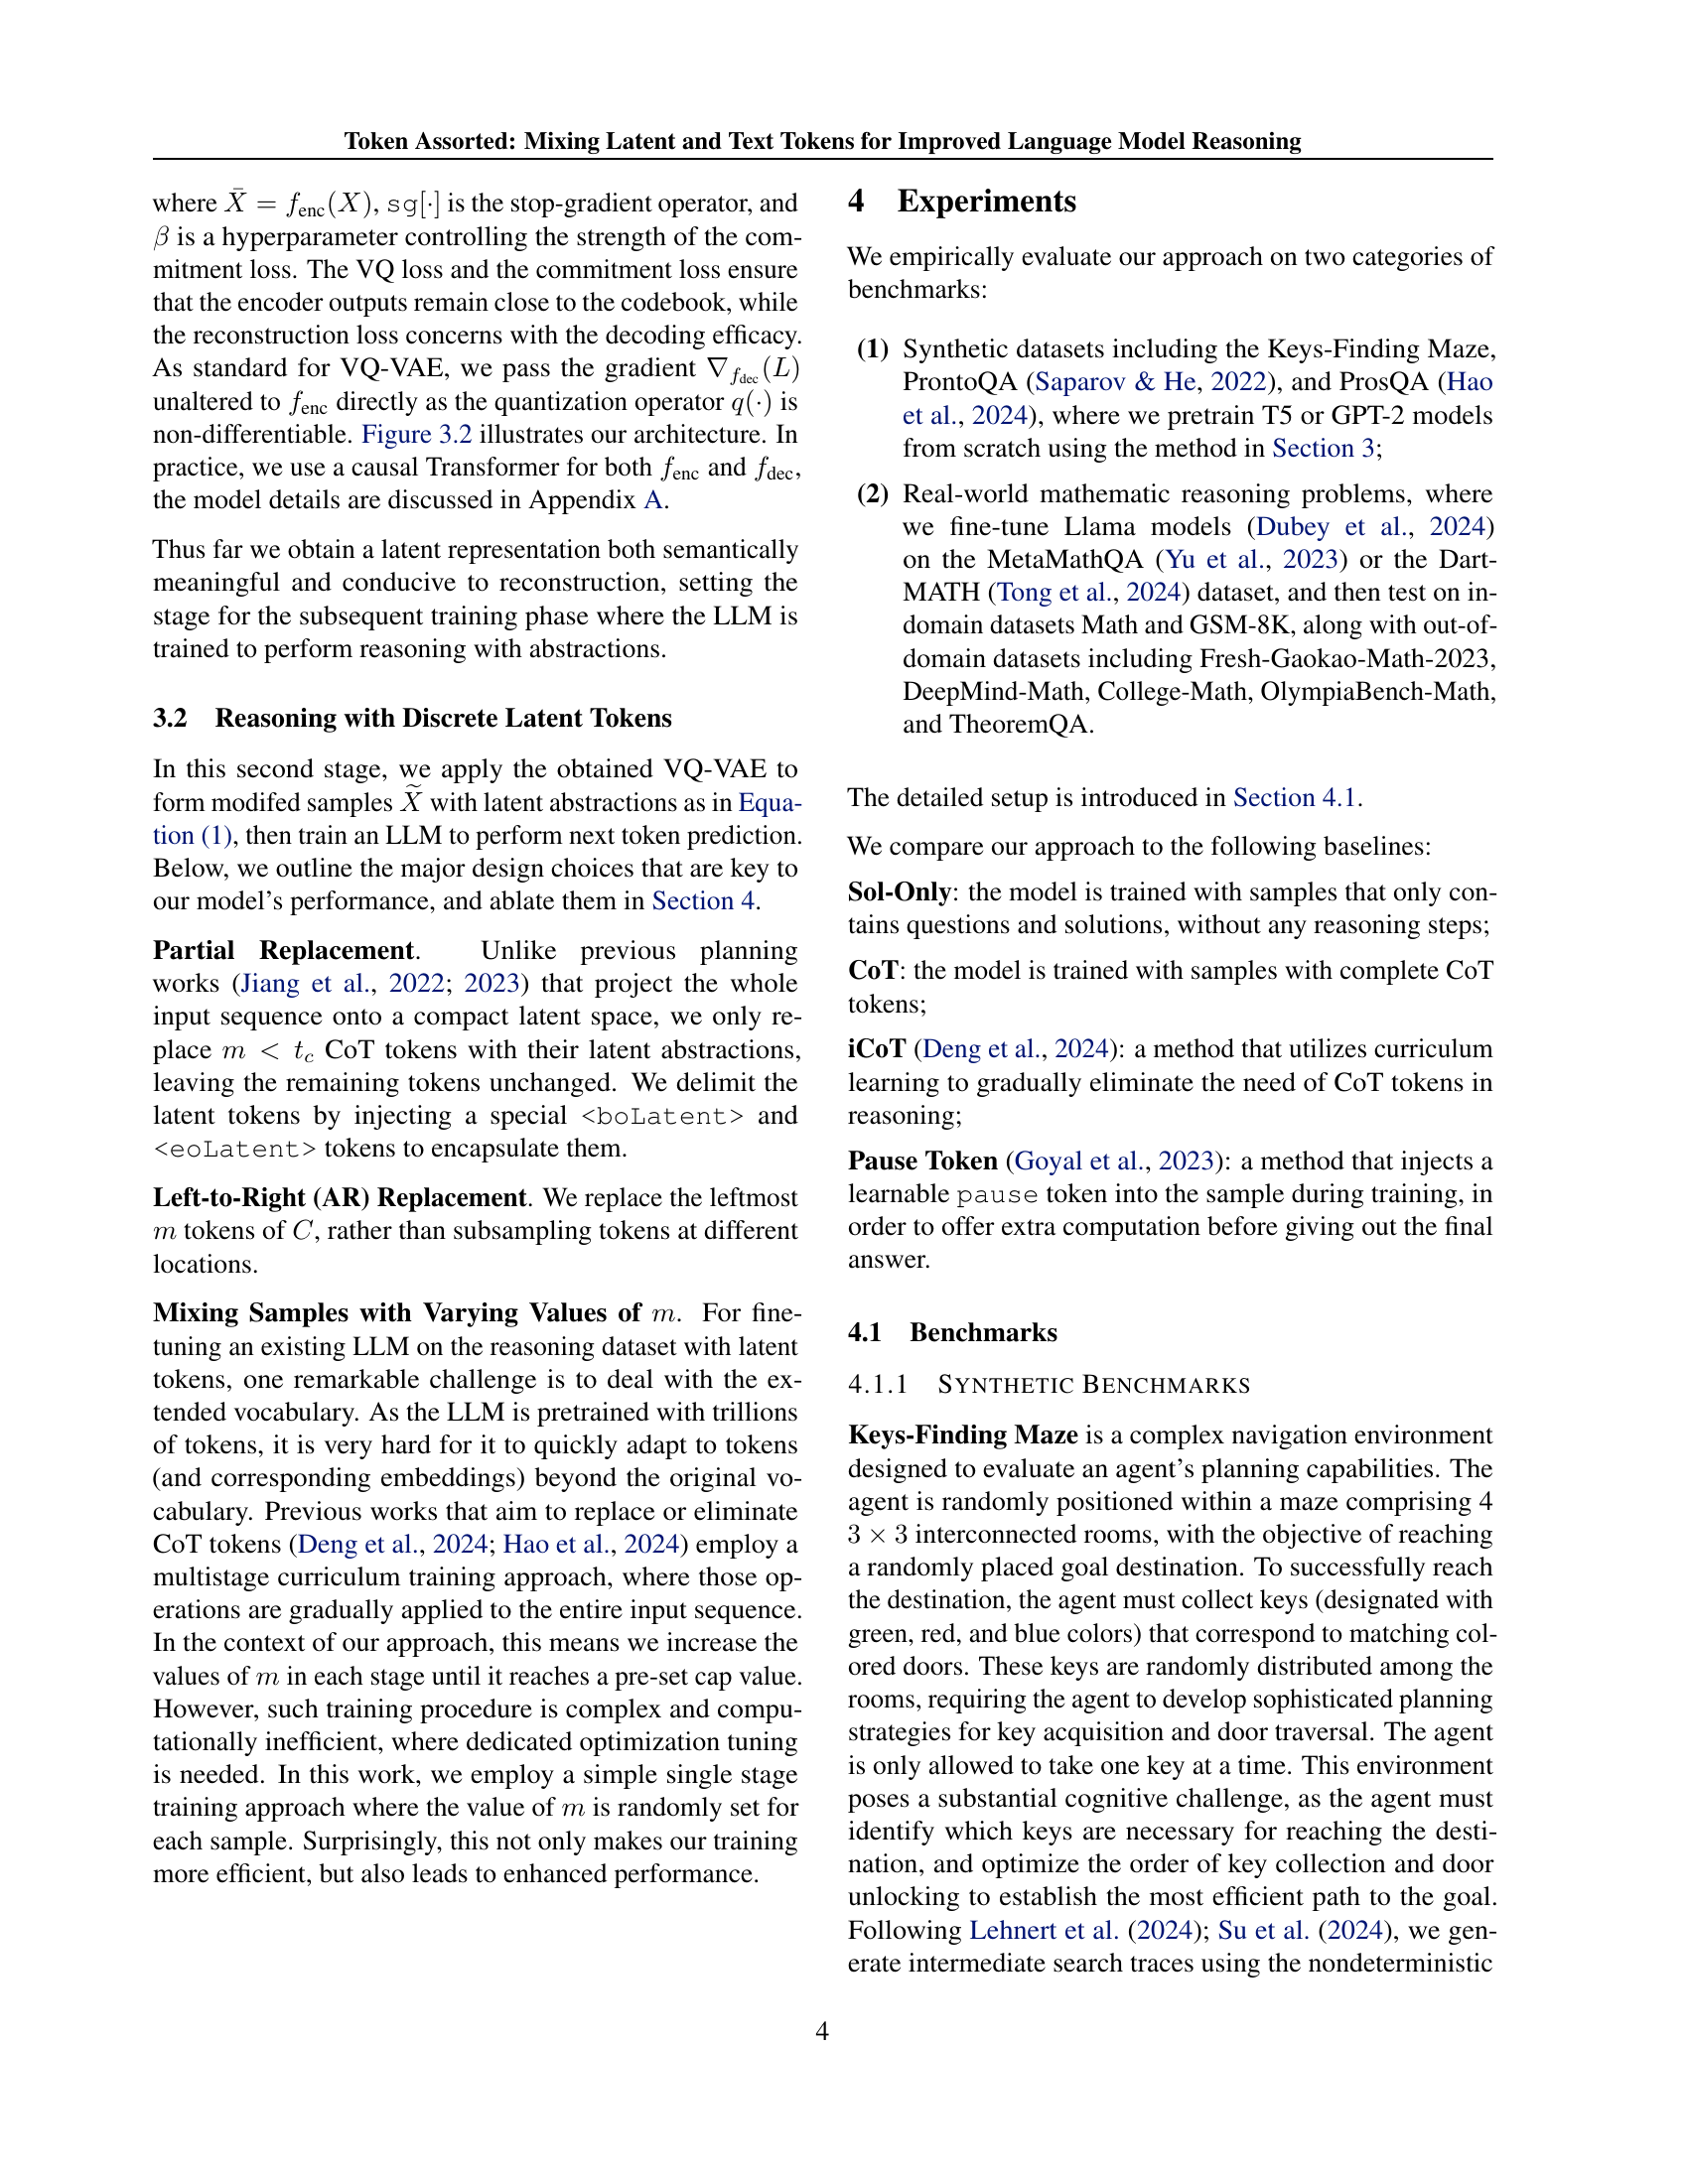 Token Assorted: Mixing Latent and Text Tokens for Improved Language Model Reasoning
where X̄ = f_enc(X), sg[·] is the stop-gradient operator, and
β is a hyperparameter controlling the strength of the com-
mitment loss. The VQ loss and the commitment loss ensure
that the encoder outputs remain close to the codebook, while
the reconstruction loss concerns with the decoding efficacy.
As standard for VQ-VAE, we pass the gradient ∇_{f_dec}(L)
unaltered to f_enc directly as the quantization operator q(·) is
non-differentiable. Figure 3.2 illustrates our architecture. In
practice, we use a causal Transformer for both f_enc and f_dec,
the model details are discussed in Appendix A.
Thus far we obtain a latent representation both semantically
meaningful and conducive to reconstruction, setting the
stage for the subsequent training phase where the LLM is
trained to perform reasoning with abstractions.
3.2 Reasoning with Discrete Latent Tokens
In this second stage, we apply the obtained VQ-VAE to
form modifed samples X̃ with latent abstractions as in Equa-
tion (1), then train an LLM to perform next token prediction.
Below, we outline the major design choices that are key to
our model's performance, and ablate them in Section 4.
Partial Replacement. Unlike previous planning
works (Jiang et al., 2022; 2023) that project the whole
input sequence onto a compact latent space, we only re-
place m < t_c CoT tokens with their latent abstractions,
leaving the remaining tokens unchanged. We delimit the
latent tokens by injecting a special <boLatent> and
<eoLatent> tokens to encapsulate them.
Left-to-Right (AR) Replacement. We replace the leftmost
m tokens of C, rather than subsampling tokens at different
locations.
Mixing Samples with Varying Values of m. For fine-
tuning an existing LLM on the reasoning dataset with latent
tokens, one remarkable challenge is to deal with the ex-
tended vocabulary. As the LLM is pretrained with trillions
of tokens, it is very hard for it to quickly adapt to tokens
(and corresponding embeddings) beyond the original vo-
cabulary. Previous works that aim to replace or eliminate
CoT tokens (Deng et al., 2024; Hao et al., 2024) employ a
multistage curriculum training approach, where those op-
erations are gradually applied to the entire input sequence.
In the context of our approach, this means we increase the
values of m in each stage until it reaches a pre-set cap value.
However, such training procedure is complex and compu-
tationally inefficient, where dedicated optimization tuning
is needed. In this work, we employ a simple single stage
training approach where the value of m is randomly set for
each sample. Surprisingly, this not only makes our training
more efficient, but also leads to enhanced performance.
4 Experiments
We empirically evaluate our approach on two categories of
benchmarks:
(1) Synthetic datasets including the Keys-Finding Maze,
ProntoQA (Saparov & He, 2022), and ProsQA (Hao
et al., 2024), where we pretrain T5 or GPT-2 models
from scratch using the method in Section 3;
(2) Real-world mathematic reasoning problems, where
we fine-tune Llama models (Dubey et al., 2024)
on the MetaMathQA (Yu et al., 2023) or the Dart-
MATH (Tong et al., 2024) dataset, and then test on in-
domain datasets Math and GSM-8K, along with out-of-
domain datasets including Fresh-Gaokao-Math-2023,
DeepMind-Math, College-Math, OlympiaBench-Math,
and TheoremQA.
The detailed setup is introduced in Section 4.1.
We compare our approach to the following baselines:
Sol-Only: the model is trained with samples that only con-
tains questions and solutions, without any reasoning steps;
CoT: the model is trained with samples with complete CoT
tokens;
iCoT (Deng et al., 2024): a method that utilizes curriculum
learning to gradually eliminate the need of CoT tokens in
reasoning;
Pause Token (Goyal et al., 2023): a method that injects a
learnable pause token into the sample during training, in
order to offer extra computation before giving out the final
answer.
4.1 Benchmarks
4.1.1 SYNTHETIC BENCHMARKS
Keys-Finding Maze is a complex navigation environment
designed to evaluate an agent's planning capabilities. The
agent is randomly positioned within a maze comprising 4
3 × 3 interconnected rooms, with the objective of reaching
a randomly placed goal destination. To successfully reach
the destination, the agent must collect keys (designated with
green, red, and blue colors) that correspond to matching col-
ored doors. These keys are randomly distributed among the
rooms, requiring the agent to develop sophisticated planning
strategies for key acquisition and door traversal. The agent
is only allowed to take one key at a time. This environment
poses a substantial cognitive challenge, as the agent must
identify which keys are necessary for reaching the desti-
nation, and optimize the order of key collection and door
unlocking to establish the most efficient path to the goal.
Following Lehnert et al. (2024); Su et al. (2024), we gen-
erate intermediate search traces using the nondeterministic
4